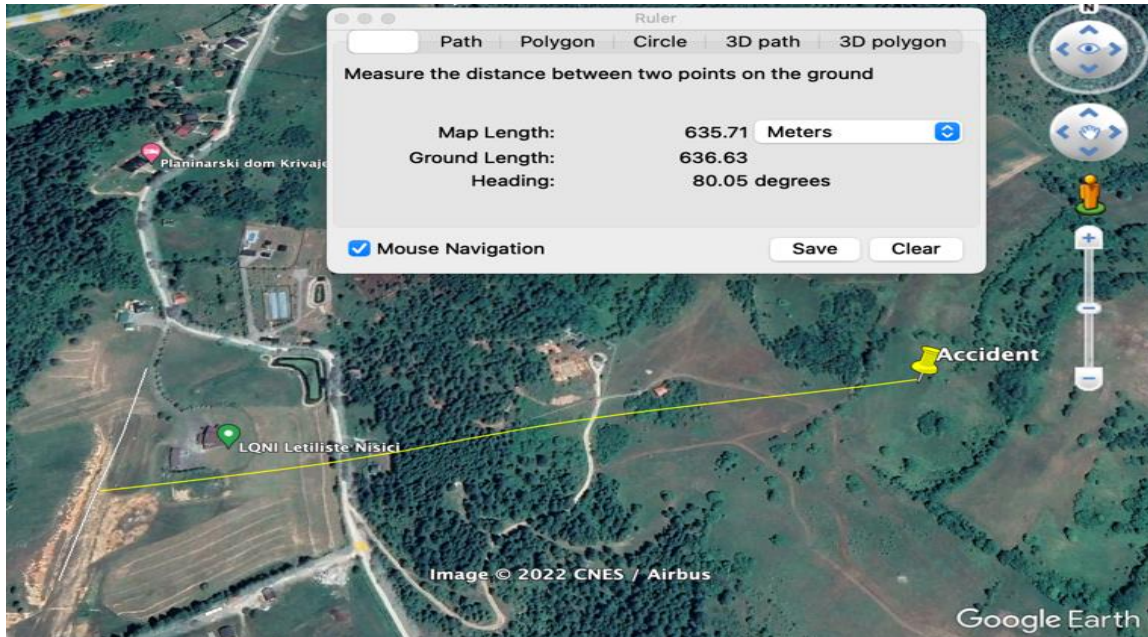 Ruler
Path Polygon Circle 3D path 3D polygon
Measure the distance between two points on the ground
Map Length: 635.71 Meters
Ground Length: 636.63
Heading: 80.05 degrees
Mouse Navigation Save Clear
N
Planinarski dom Krivaje
Accident
LQNI Letiliste Nisici
Image © 2022 CNES / Airbus
Google Earth